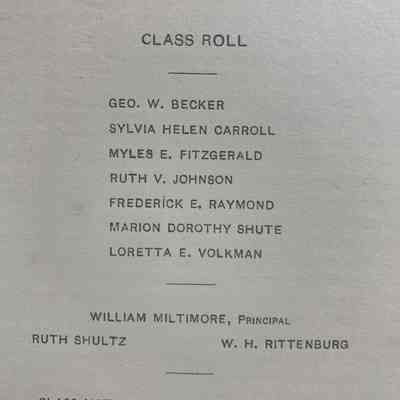 CLASS ROLL
GEO. W. BECKER
SYLVIA HELEN CARROLL
MYLES E. FITZGERALD
RUTH V. JOHNSON
FREDERICK E. RAYMOND
MARION DOROTHY SHUTE
LORETTA E. VOLKMAN
WILLIAM MILTIMORE, PRINCIPAL
RUTH SHULTZ W. H. RITTENBURG